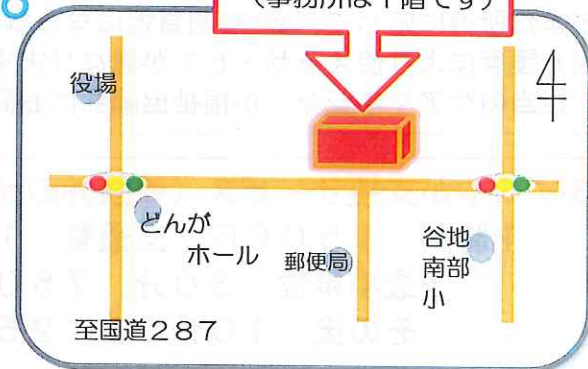 （事務所は１階です）
役場
どんが
ホール
郵便局
谷地
南部
小
至国道２８７